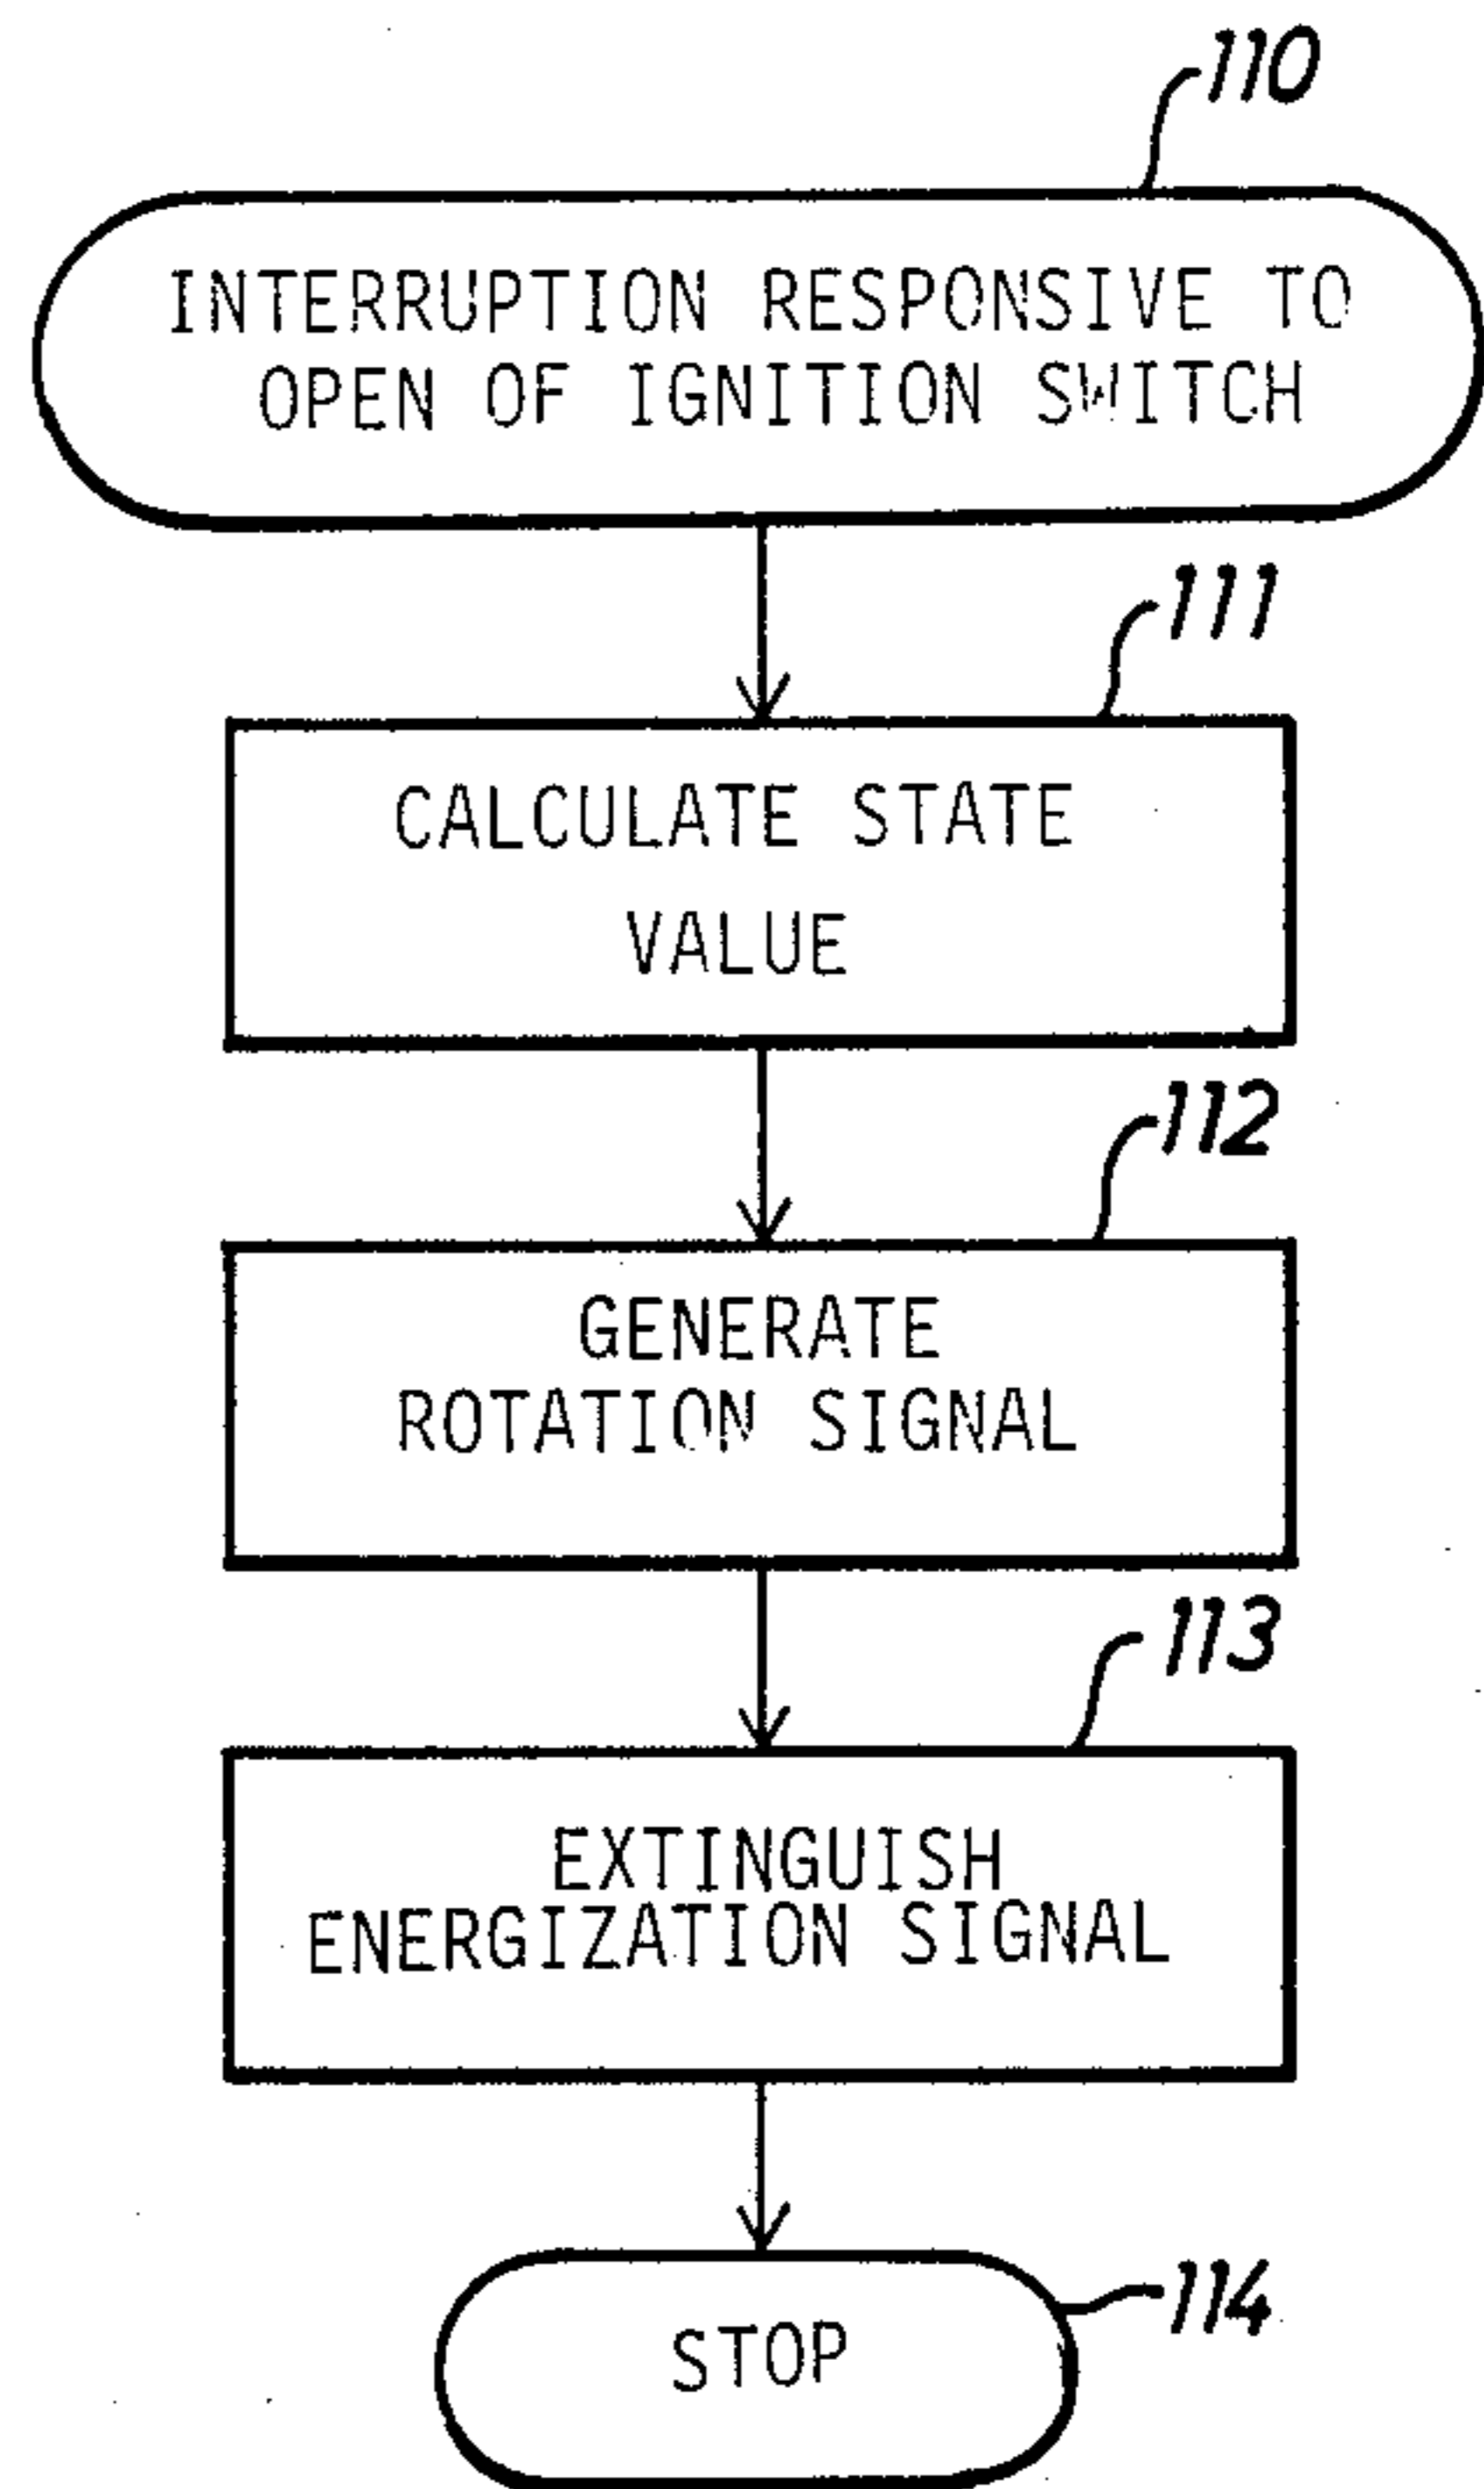 110
INTERRUPTION RESPONSIVE TO
OPEN OF IGNITION SWITCH
111
CALCULATE STATE
VALUE
112
GENERATE
ROTATION SIGNAL
113
EXTINGUISH
ENERGIZATION SIGNAL
114
STOP